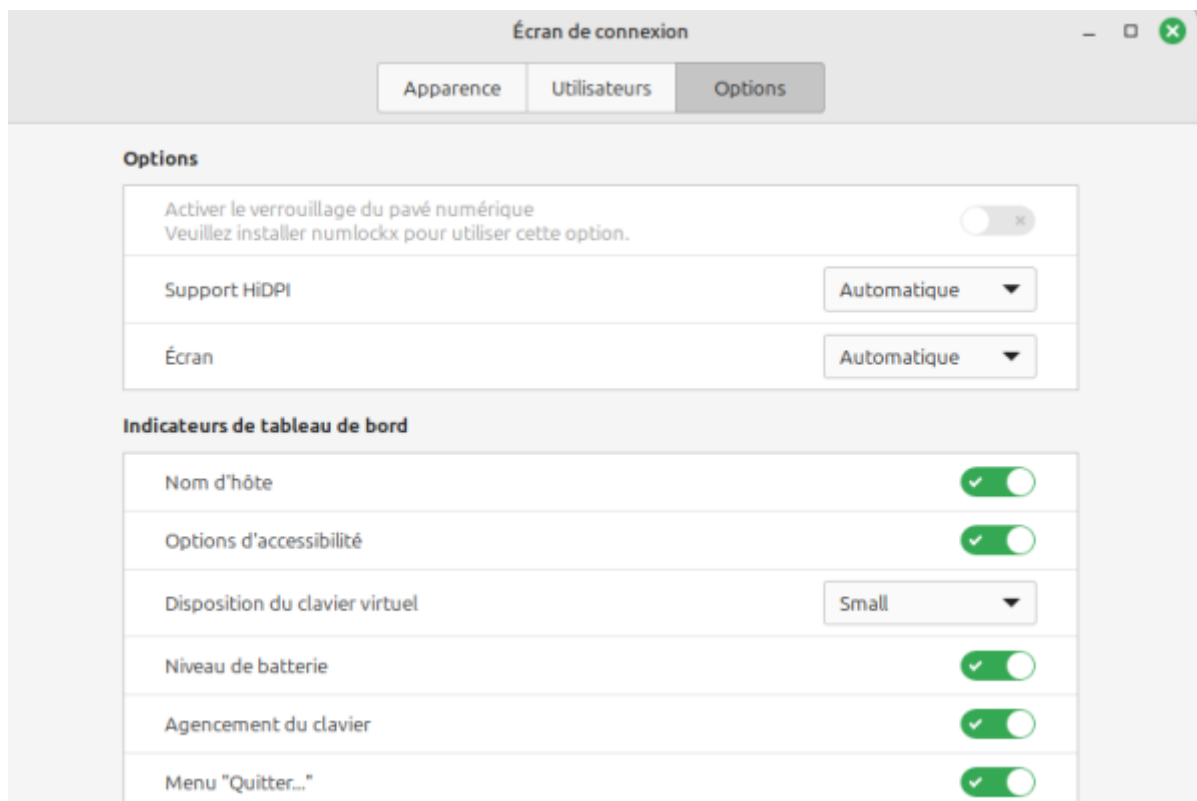 Écran de connexion
Apparence
Utilisateurs
Options
Options
Activer le verrouillage du pavé numérique
Veuillez installer numlockx pour utiliser cette option.
Support HiDPI
Automatique
Écran
Automatique
Indicateurs de tableau de bord
Nom d'hôte
Options d'accessibilité
Disposition du clavier virtuel
Small
Niveau de batterie
Agencement du clavier
Menu "Quitter..."